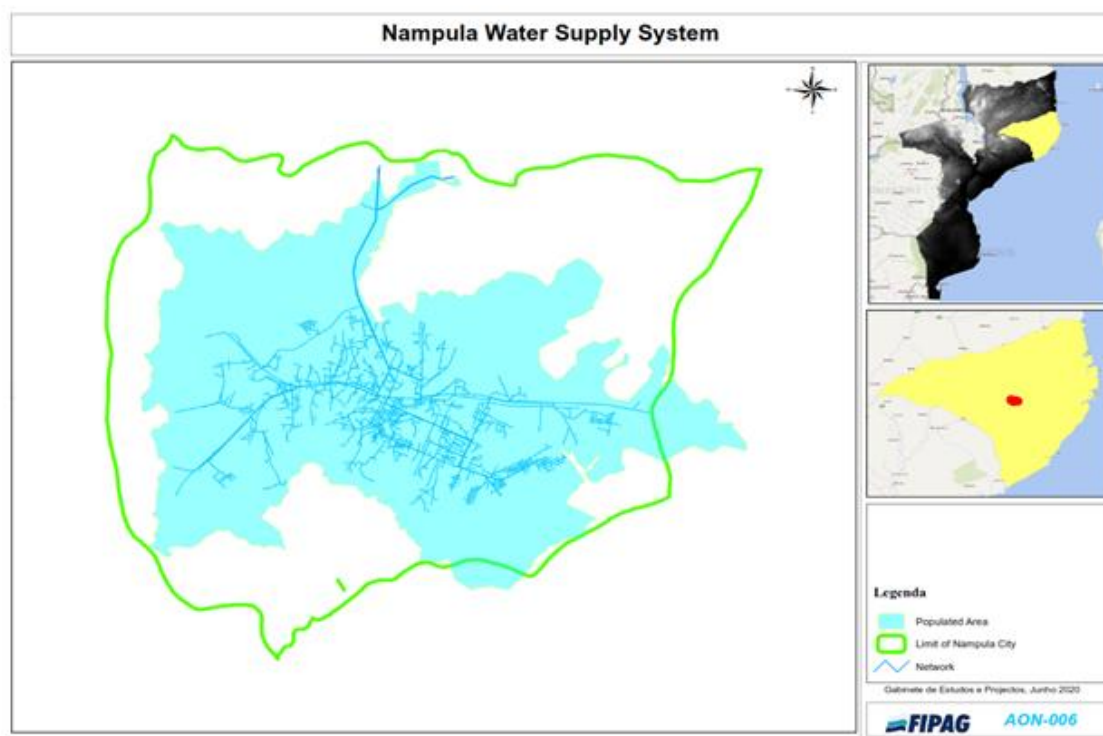 Nampula Water Supply System
Legenda
Populated Area
Limit of Nampula City
Network
Gabinete de Estudos e Projectos, Junho 2020
FIPAG
AON-006